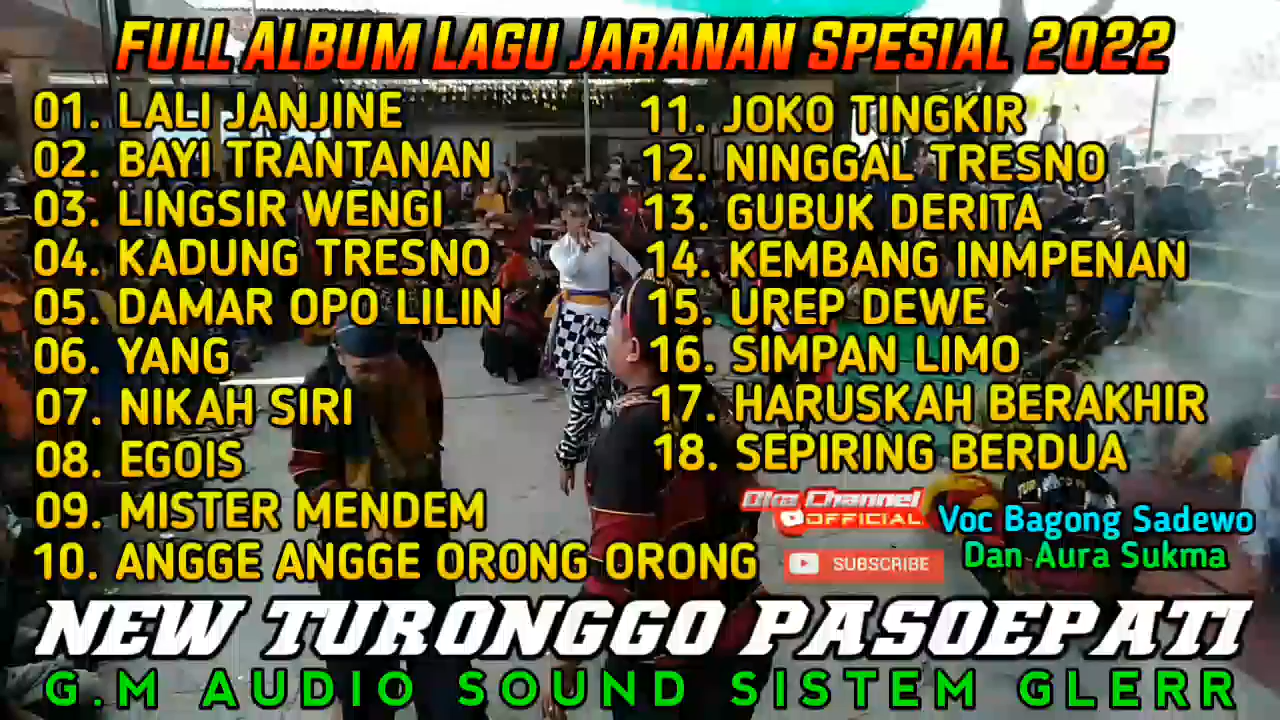 FULL ALBUM LAGU JARANAN SPESIAL 2022
01. LALI JANJINE
02. BAYI TRANTANAN
03. LINGSIR WENGI
04. KADUNG TRESNO
05. DAMAR OPO LILIN
06. YANG
07. NIKAH SIRI
08. EGOIS
09. MISTER MENDEM
10. ANGGE ANGGE ORONG ORONG
11. JOKO TINGKIR
12. NINGGAL TRESNO
13. GUBUK DERITA
14. KEMBANG INMPENAN
15. UREP DEWE
16. SIMPAN LIMO
17. HARUSKAH BERAKHIR
18. SEPIRING BERDUA
Oka Channel
OFFICIAL
SUBSCRIBE
Voc Bagong Sadewo
Dan Aura Sukma
NEW TURONGGO PASOEPATI
G.M AUDIO SOUND SISTEM GLERR